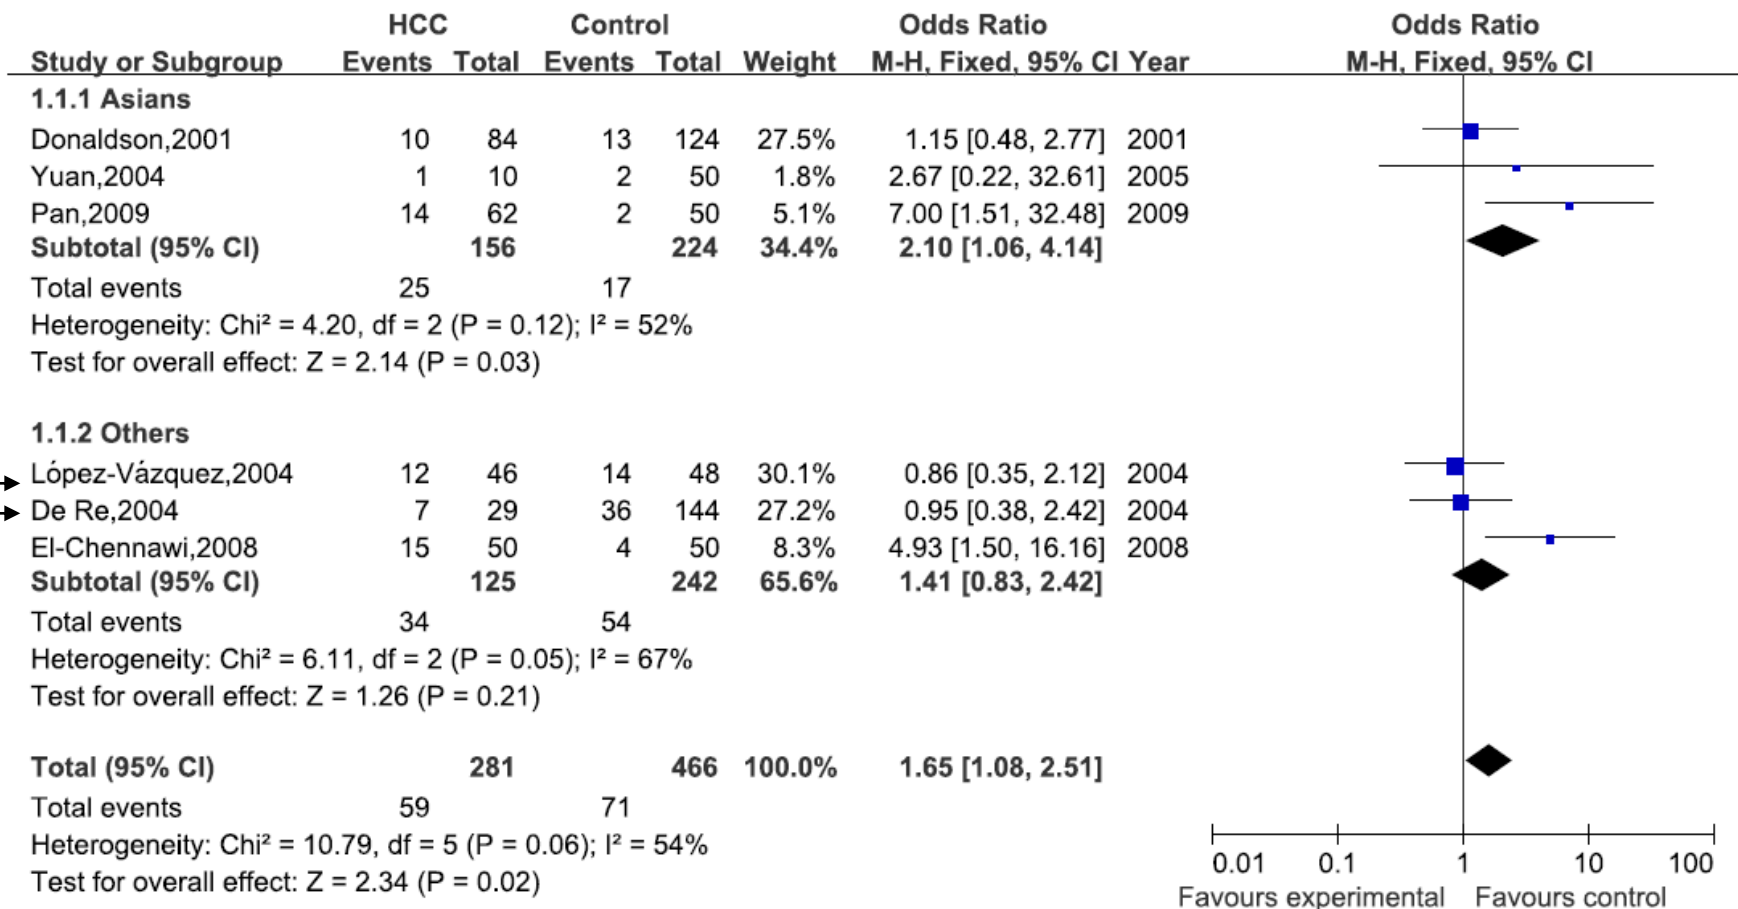 HCC Control Odds Ratio Odds Ratio
Study or Subgroup Events Total Events Total Weight M-H, Fixed, 95% CI Year M-H, Fixed, 95% CI
1.1.1 Asians
Donaldson,2001 10 84 13 124 27.5% 1.15 [0.48, 2.77] 2001
Yuan,2004 1 10 2 50 1.8% 2.67 [0.22, 32.61] 2005
Pan,2009 14 62 2 50 5.1% 7.00 [1.51, 32.48] 2009
Subtotal (95% CI) 156 224 34.4% 2.10 [1.06, 4.14]
Total events 25 17
Heterogeneity: Chi² = 4.20, df = 2 (P = 0.12); I² = 52%
Test for overall effect: Z = 2.14 (P = 0.03)
1.1.2 Others
López-Vázquez,2004 12 46 14 48 30.1% 0.86 [0.35, 2.12] 2004
De Re,2004 7 29 36 144 27.2% 0.95 [0.38, 2.42] 2004
El-Chennawi,2008 15 50 4 50 8.3% 4.93 [1.50, 16.16] 2008
Subtotal (95% CI) 125 242 65.6% 1.41 [0.83, 2.42]
Total events 34 54
Heterogeneity: Chi² = 6.11, df = 2 (P = 0.05); I² = 67%
Test for overall effect: Z = 1.26 (P = 0.21)
Total (95% CI) 281 466 100.0% 1.65 [1.08, 2.51]
Total events 59 71
Heterogeneity: Chi² = 10.79, df = 5 (P = 0.06); I² = 54%
Test for overall effect: Z = 2.34 (P = 0.02)
0.01 0.1 1 10 100
Favours experimental Favours control